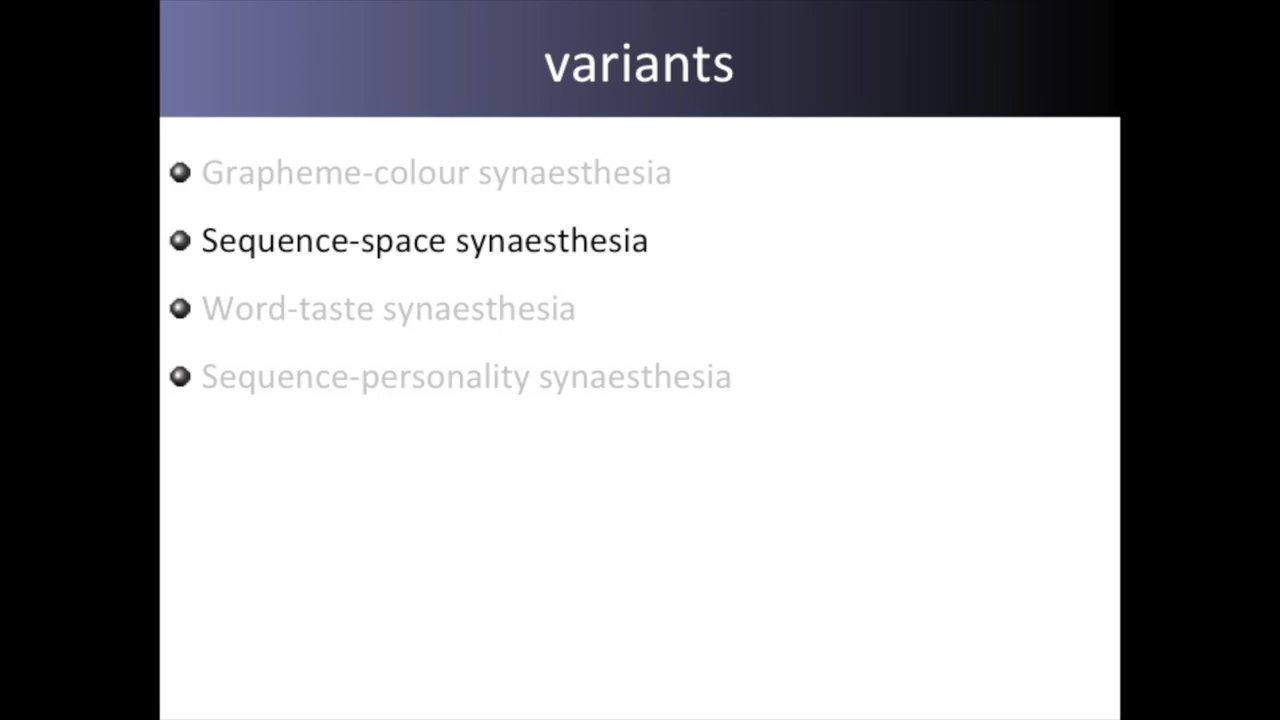 variants
Grapheme-colour synaesthesia
Sequence-space synaesthesia
Word-taste synaesthesia
Sequence-personality synaesthesia